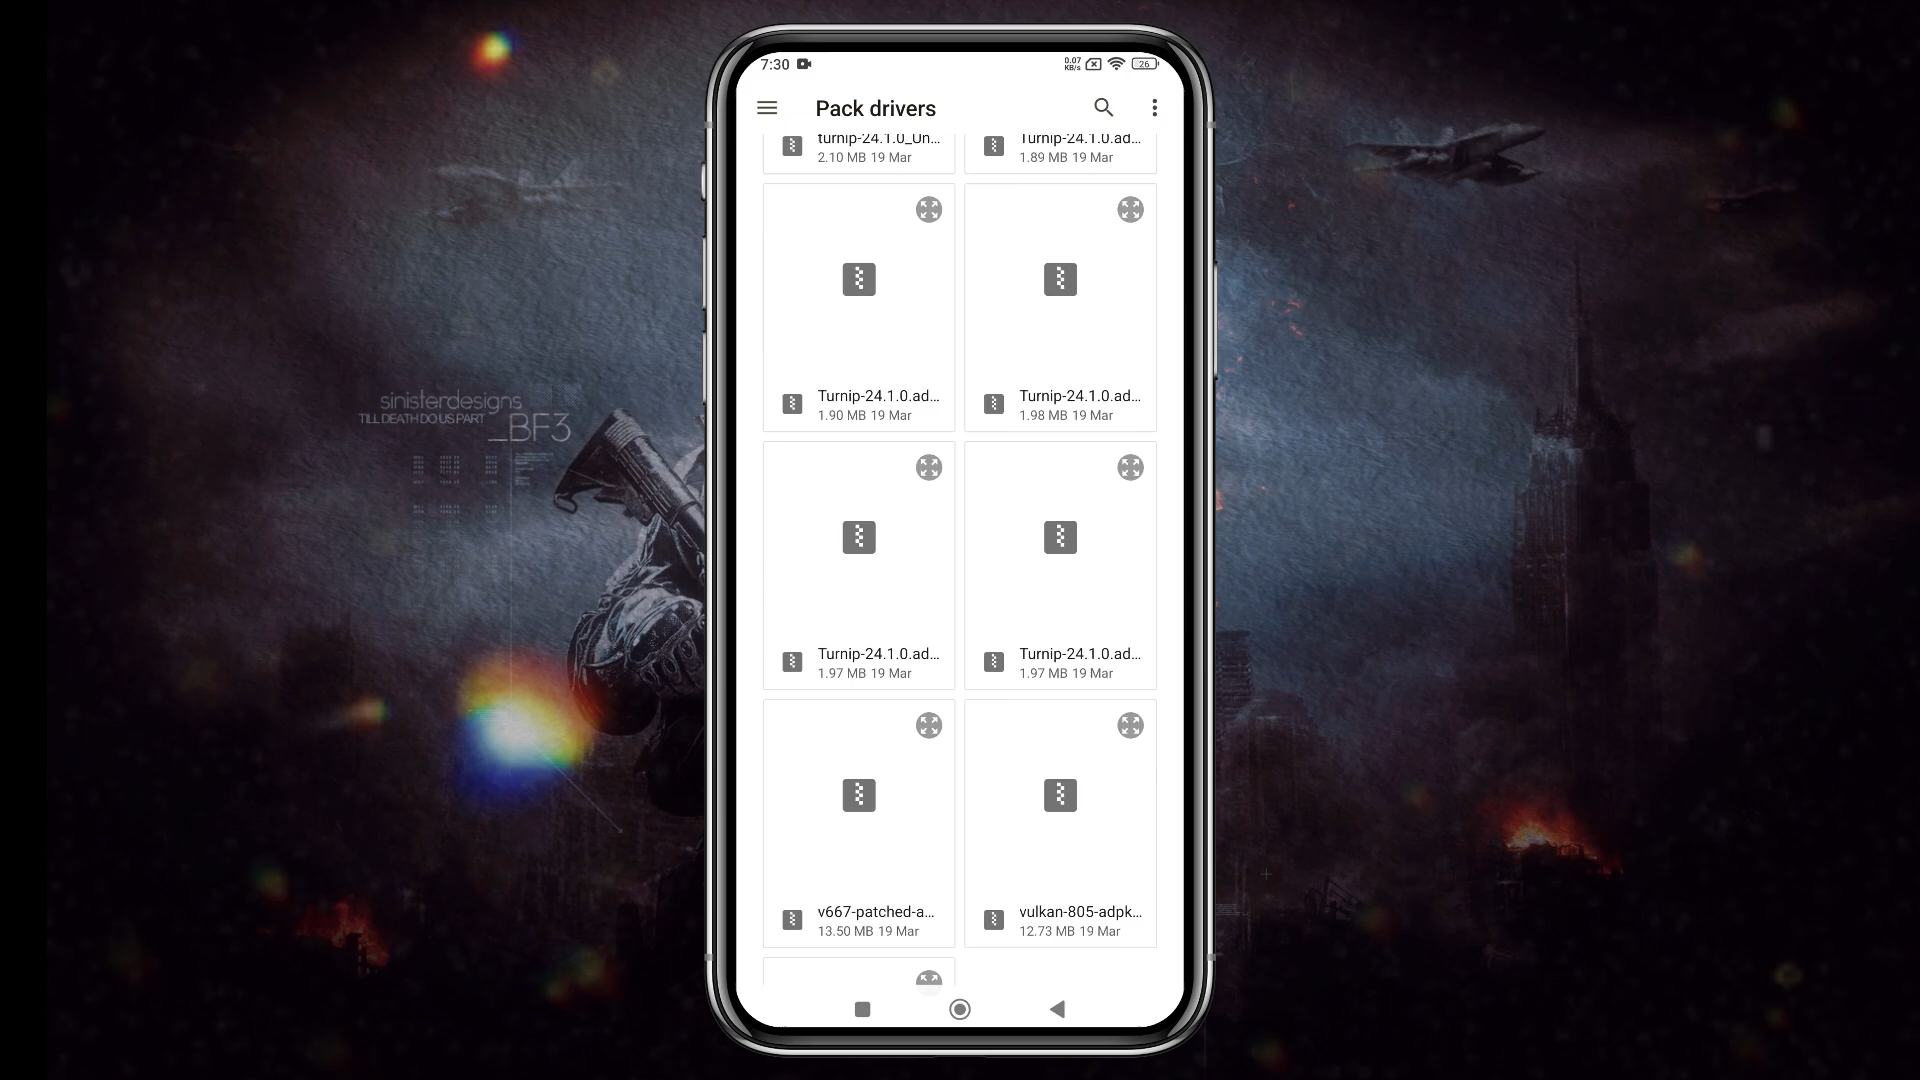 sinisterdesigns
TILL DEATH DO US PART
_BF3
7:30
0.07
KB/s
26
Pack drivers
turnip-24.1.0_Un...
2.10 MB 19 Mar
Turnip-24.1.0.ad...
1.89 MB 19 Mar
Turnip-24.1.0.ad...
1.90 MB 19 Mar
Turnip-24.1.0.ad...
1.98 MB 19 Mar
Turnip-24.1.0.ad...
1.97 MB 19 Mar
Turnip-24.1.0.ad...
1.97 MB 19 Mar
v667-patched-a...
13.50 MB 19 Mar
vulkan-805-adpk...
12.73 MB 19 Mar